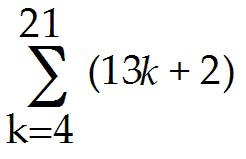 21
∑ (13k + 2)
k=4